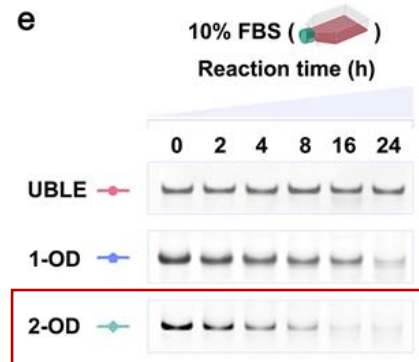 e
10% FBS ( )
Reaction time (h)
0 2 4 8 16 24
UBLE
1-OD
2-OD